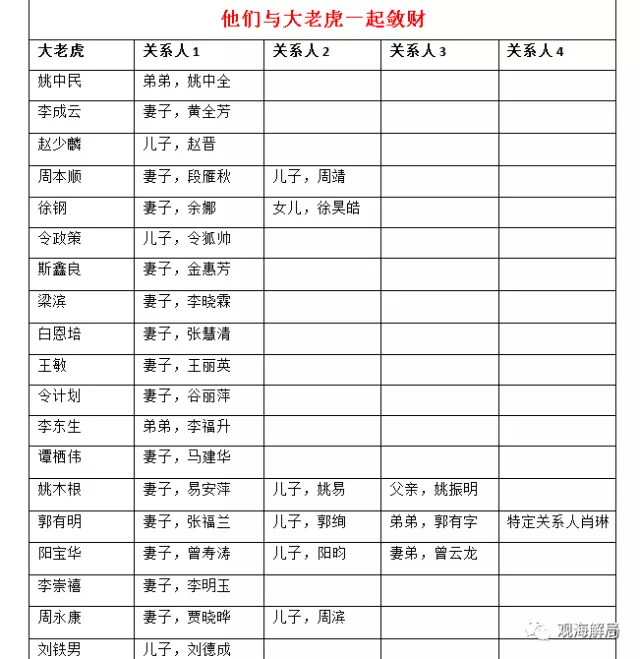 他们与大老虎一起敛财
大老虎 关系人1 关系人2 关系人3 关系人4
姚中民 弟弟，姚中全
李成云 妻子，黄全芳
赵少麟 儿子，赵晋
周本顺 妻子，段雁秋 儿子，周靖
徐钢 妻子，余娜 女儿，徐昊皓
令政策 儿子，令狐帅
斯鑫良 妻子，金惠芳
梁滨 妻子，李晓霖
白恩培 妻子，张慧清
王敏 妻子，王丽英
令计划 妻子，谷丽萍
李东生 弟弟，李福升
谭栖伟 妻子，马建华
姚木根 妻子，易安萍 儿子，姚易 父亲，姚振明
郭有明 妻子，张福兰 儿子，郭绚 弟弟，郭有字 特定关系人肖琳
阳宝华 妻子，曾寿涛 儿子，阳昀 妻弟，曾云龙
李崇禧 妻子，李明玉
周永康 妻子，贾晓晔 儿子，周滨
刘铁男 儿子，刘德成
观海解局